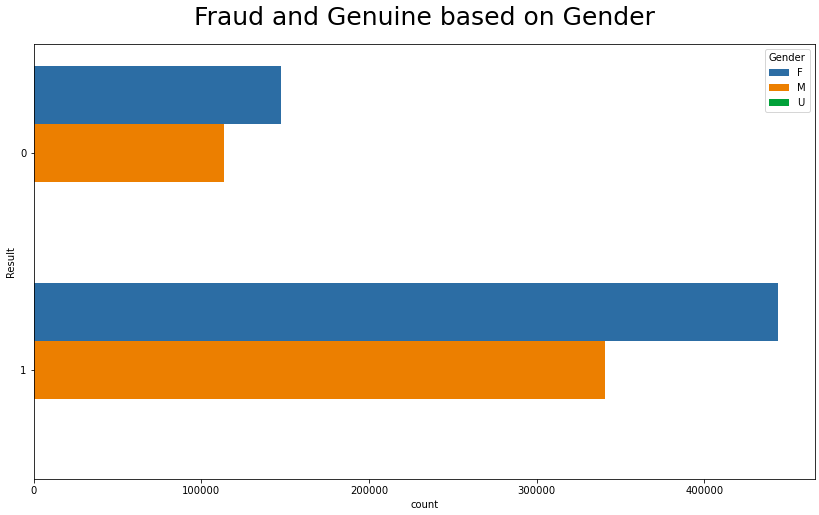 Fraud and Genuine based on Gender
Gender
F
M
U
0
1
Result
0
100000
200000
300000
400000
count